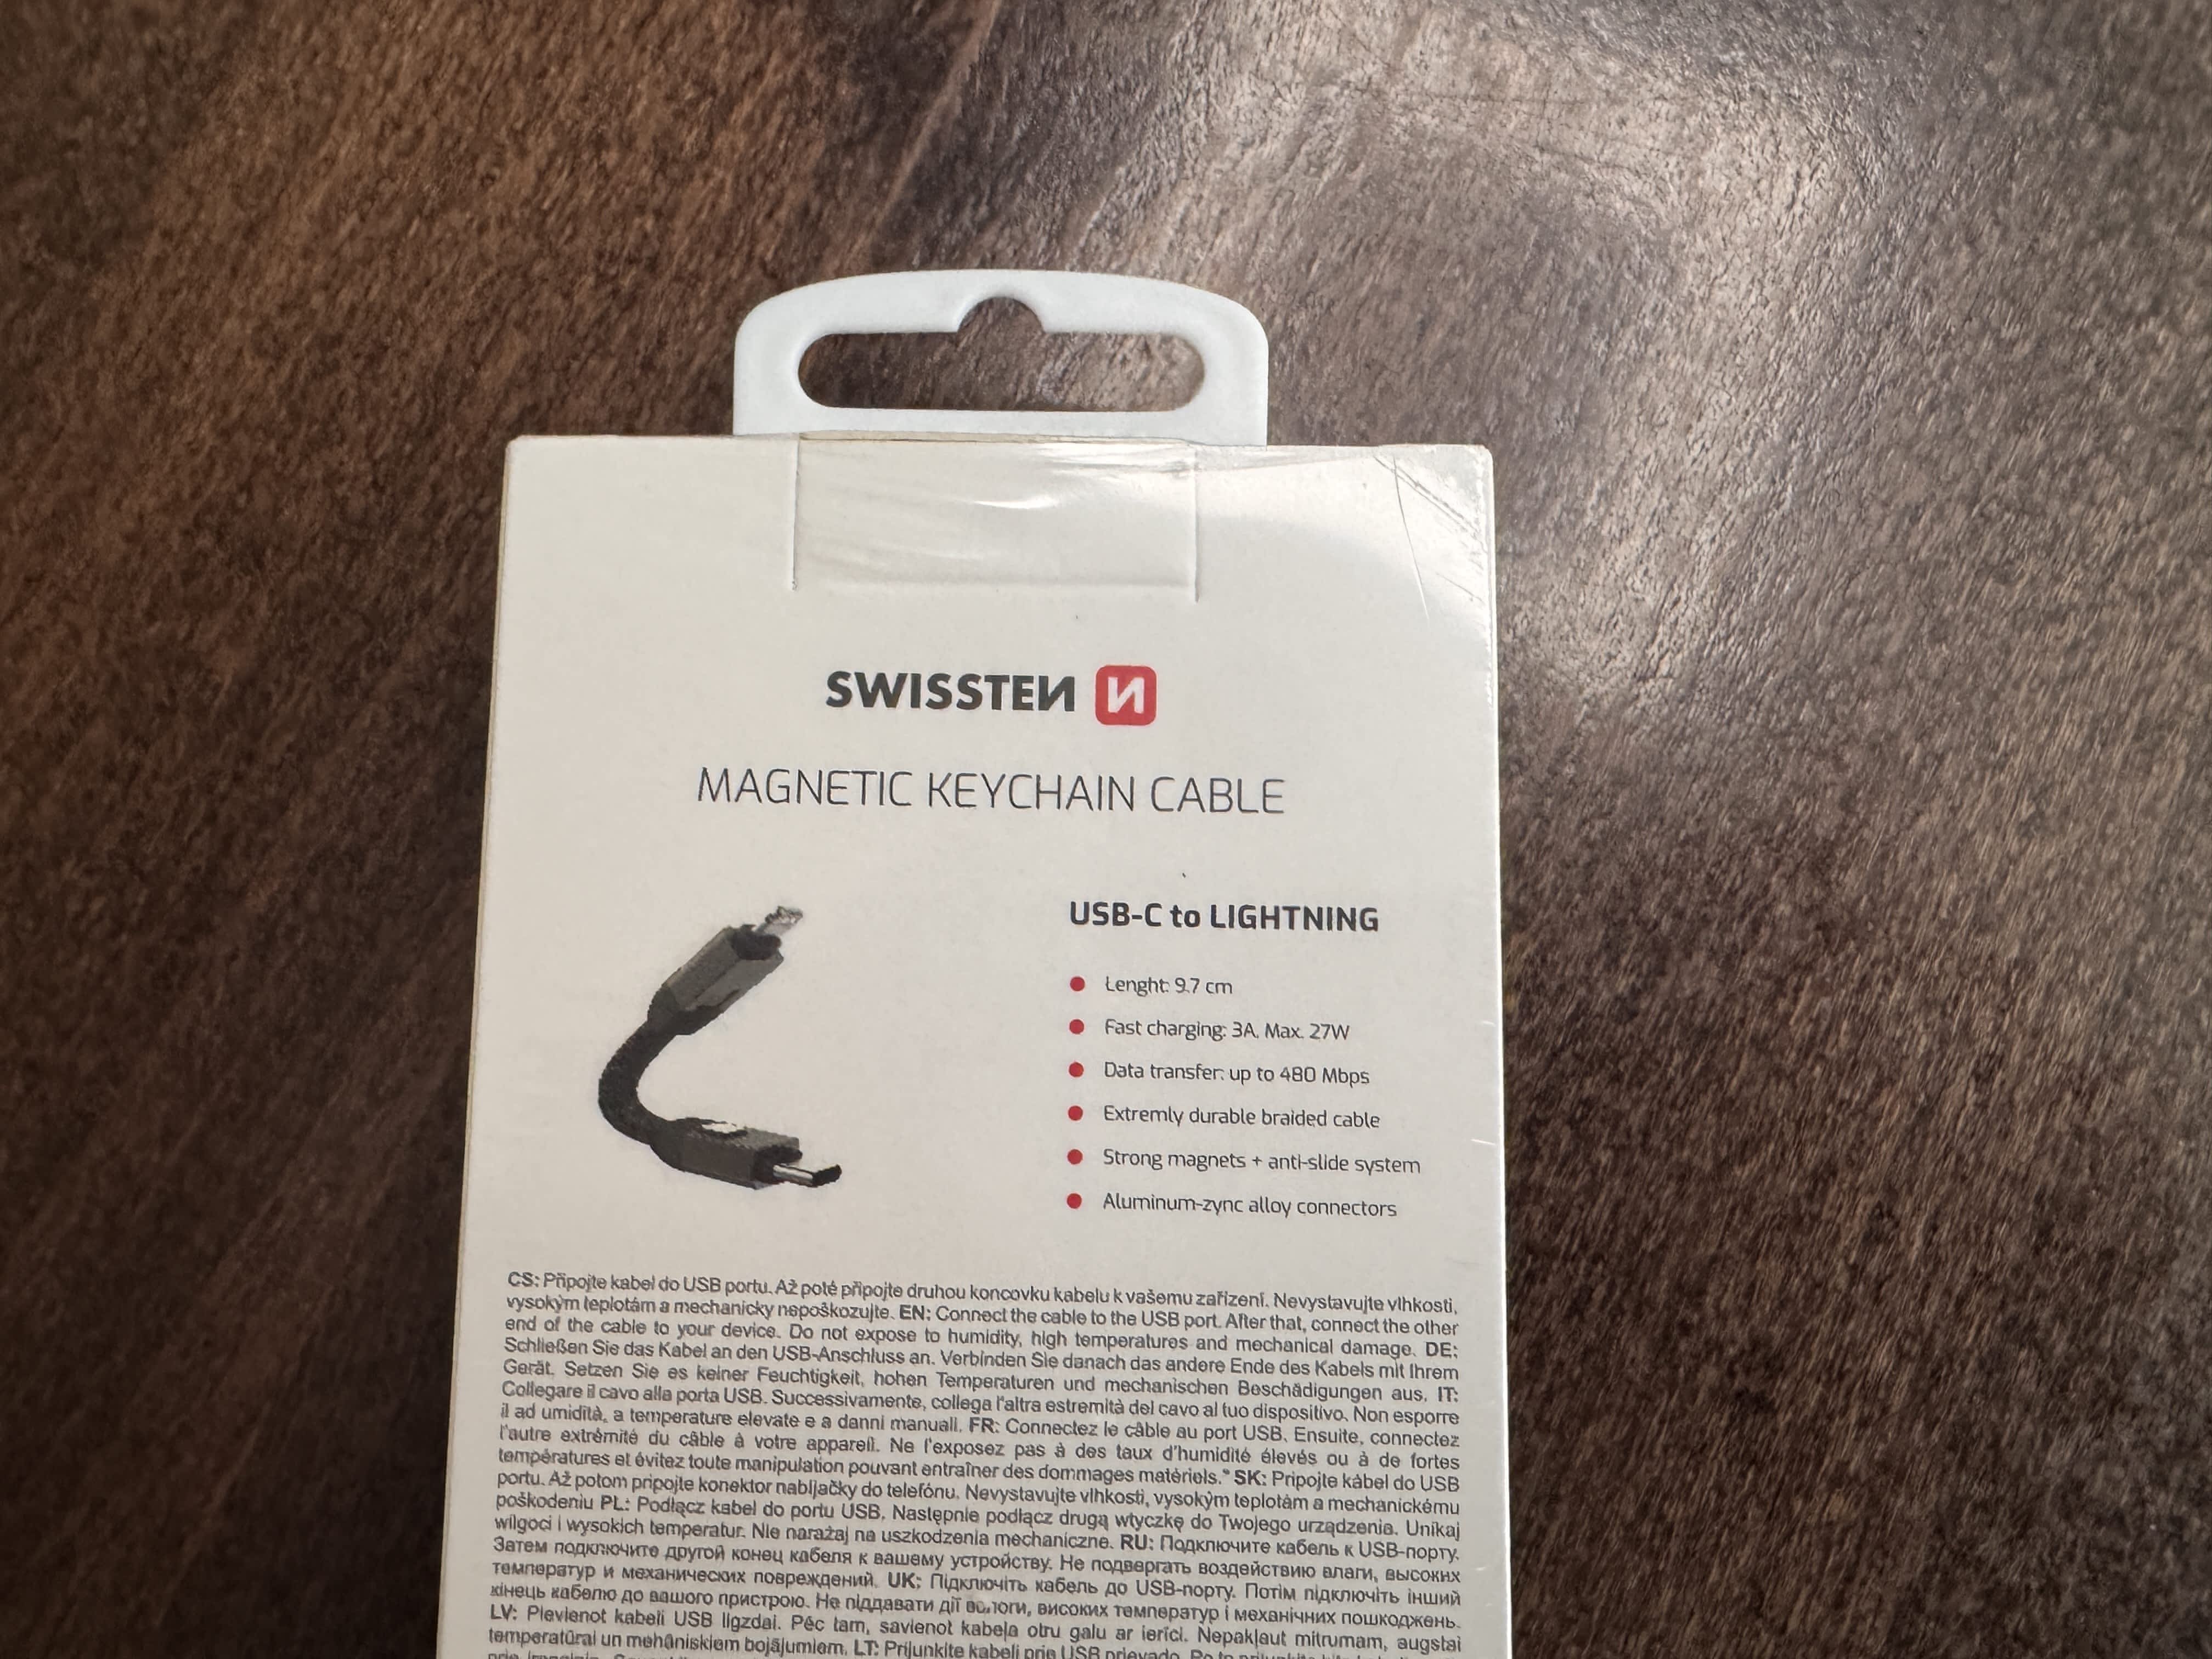 SWISSTEN N
MAGNETIC KEYCHAIN CABLE
USB-C to LIGHTNING
Lenght: 9.7 cm
Fast charging: 3A. Max. 27W
Data transfer: up to 480 Mbps
Extremly durable braided cable
Strong magnets + anti-slide system
Aluminum-zync alloy connectors
CS: Připojte kabel do USB portu. Až poté připojte druhou koncovku kabelu k vašemu zařízení. Nevystavujte vlhkosti,
vysokým teplotám a mechanicky nepoškozujte. EN: Connect the cable to the USB port. After that, connect the other
end of the cable to your device. Do not expose to humidity, high temperatures and mechanical damage. DE:
Schließen Sie das Kabel an den USB-Anschluss an. Verbinden Sie danach das andere Ende des Kabels mit Ihrem
Gerät. Setzen Sie es keiner Feuchtigkeit, hohen Temperaturen und mechanischen Beschädigungen aus. IT:
Collegare il cavo alla porta USB. Successivamente, collega l'altra estremità del cavo al tuo dispositivo. Non esporre
il ad umidità, a temperature elevate e a danni manuali. FR: Connectez le câble au port USB. Ensuite, connectez
l'autre extrémité du câble à votre appareil. Ne l'exposez pas à des taux d'humidité élevés ou à de fortes
températures et évitez toute manipulation pouvant entraîner des dommages matériels." SK: Pripojte kábel do USB
portu. Až potom pripojte konektor nabíjačky do telefónu. Nevystavujte vlhkosti, vysokým teplotám a mechanickému
poškodeniu PL: Podłącz kabel do portu USB. Następnie podłącz drugą wtyczkę do Twojego urządzenia. Unikaj
wilgoci i wysokich temperatur. Nie narażaj na uszkodzenia mechaniczne. RU: Подключите кабель к USB-порту.
Затем подключите другой конец кабеля к вашему устройству. Не подвергать воздействию влаги, высоких
температур и механических повреждений. UK: Підключіть кабель до USB-порту. Потім підключіть інший
кінець кабелю до вашого пристрою. Не піддавати дії вологи, високих температур і механічних пошкоджень.
LV: Pievienot kabeli USB ligzdai. Pēc tam, savienot kabeļa otru galu ar ierīci. Nepakļaut mitrumam, augstai
temperatūrai un mehāniskiem bojājumiem. LT: Prijunkite kabelį prie USB prievado. Po to